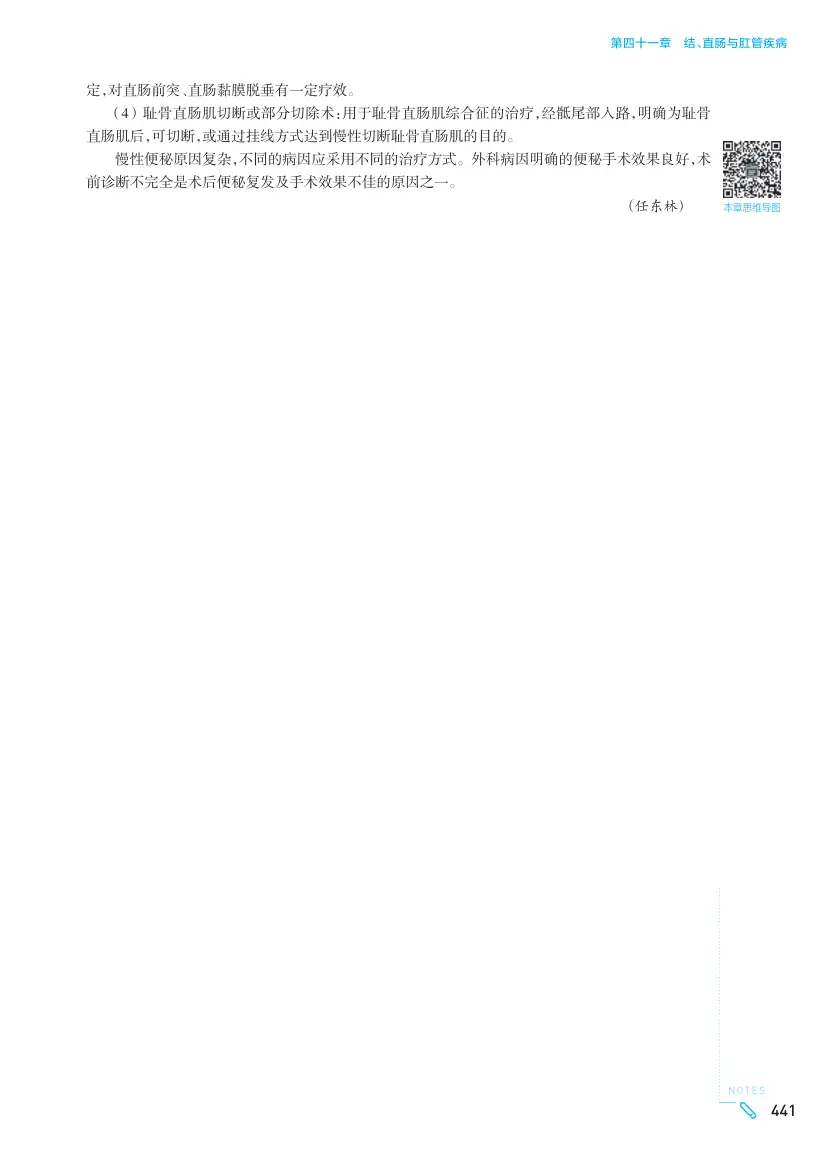 第四十一章　结、直肠与肛管疾病
定,对直肠前突、直肠黏膜脱垂有一定疗效。
（4）耻骨直肠肌切断或部分切除术:用于耻骨直肠肌综合征的治疗,经骶尾部入路,明确为耻骨
直肠肌后,可切断,或通过挂线方式达到慢性切断耻骨直肠肌的目的。
慢性便秘原因复杂,不同的病因应采用不同的治疗方式。外科病因明确的便秘手术效果良好,术
前诊断不完全是术后便秘复发及手术效果不佳的原因之一。
（任东林）
本章思维导图
NOTES
441